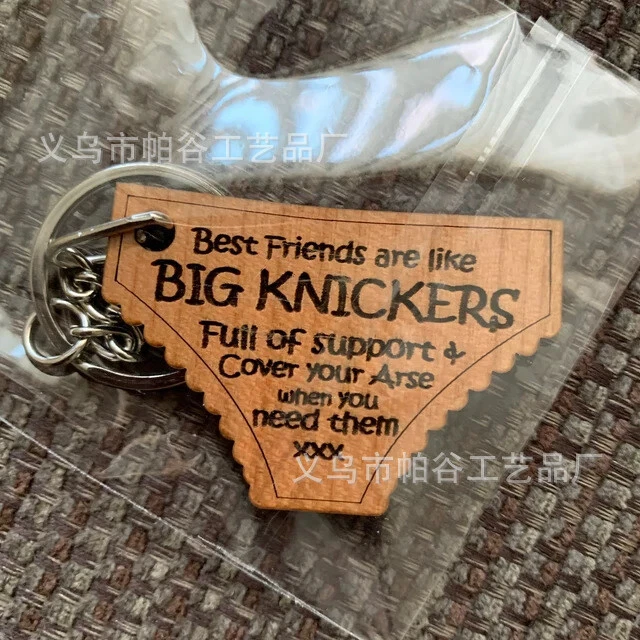 义乌市帕谷工艺品厂
Best Friends are like
BIG KNICKERS
Full of support &
Cover your Arse
when you
need them
xxx
义乌市帕谷工艺品厂